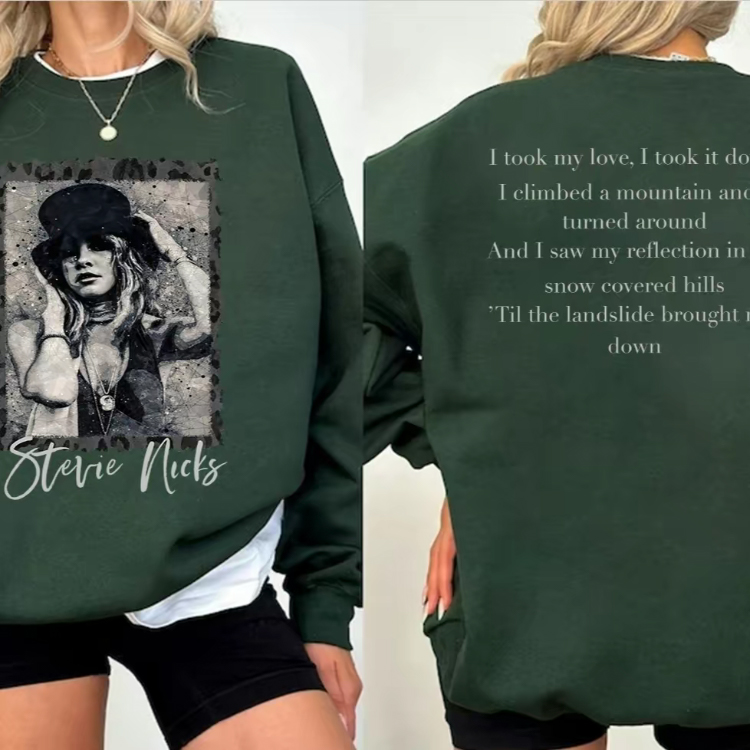 Stevie Nicks
I took my love, I took it do
I climbed a mountain and
turned around
And I saw my reflection in
snow covered hills
'Til the landslide brought
down